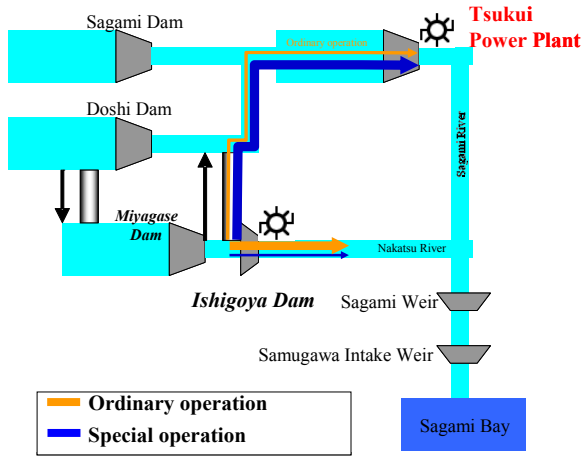 Sagami Dam
Tsukui
Power Plant
Ordinary operation
Doshi Dam
Sagami River
Miyagase
Dam
Nakatsu River
Ishigoya Dam
Sagami Weir
Samugawa Intake Weir
Ordinary operation
Special operation
Sagami Bay